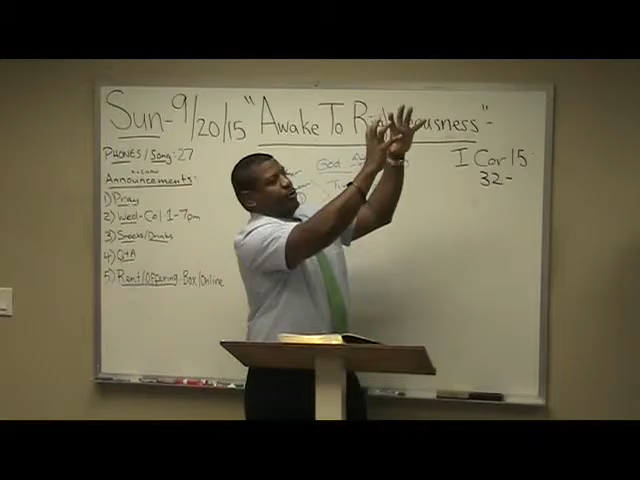 Sun-9/20/15 "Awake To Righteousness"-
PHONES/Song: 27
Announcements:
1) Pray
2) Wed-Col 1-7pm
3) Snacks/Drinks
4) Q+A
5) Rent/Offering-Box/Online
God
I Cor 15:
32-